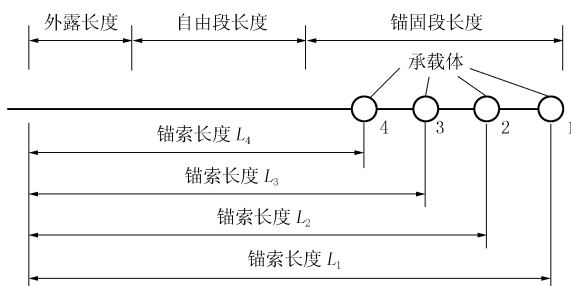 外露长度 自由段长度 锚固段长度
承载体
4 3 2 1
锚索长度 L₄
锚索长度 L₃
锚索长度 L₂
锚索长度 L₁